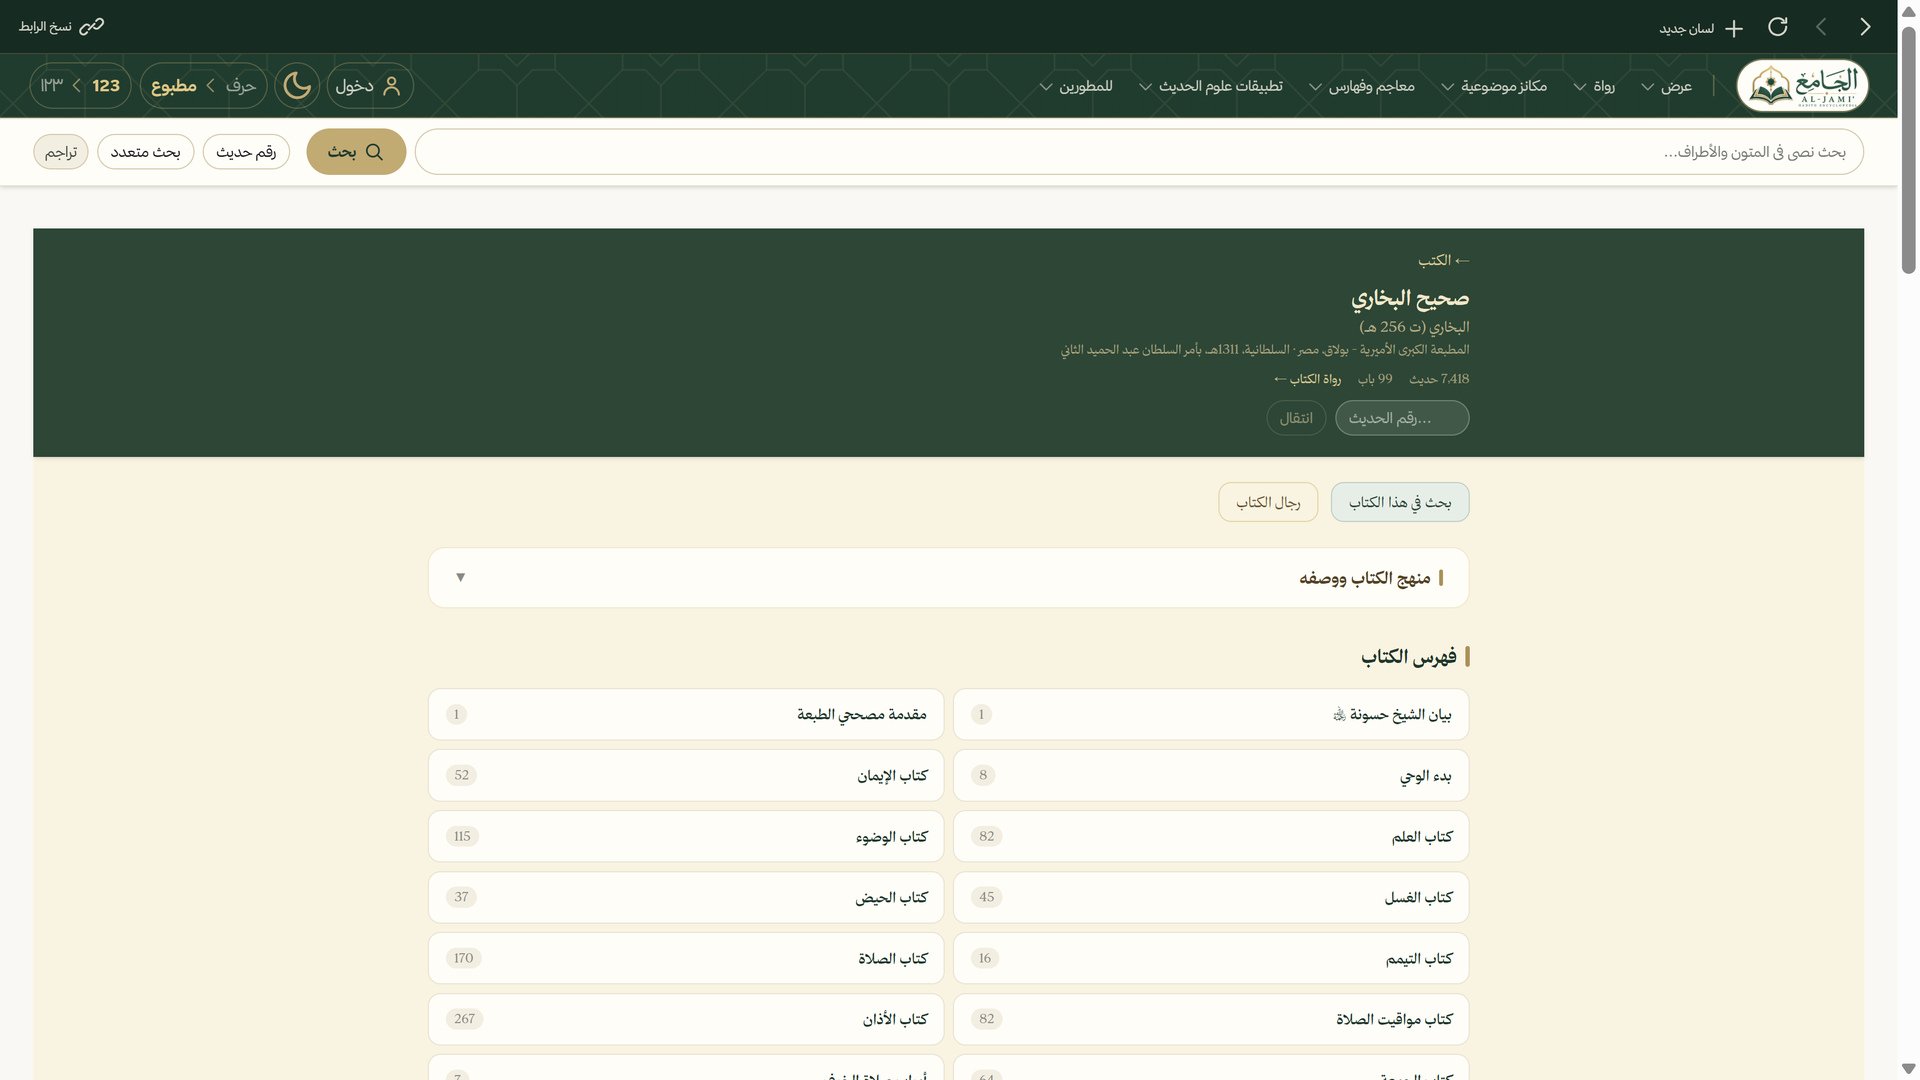 لسان جديد
نسخ الرابط
الجامع
AL-JAMI'
عرض
رواة
مكانز موضوعية
معاجم وفهارس
تطبيقات علوم الحديث
للمطورين
دخول
حرف
مطبوع
123
١٢٣
بحث نصي في المتون والأطراف...
بحث
رقم حديث
بحث متعدد
تراجم
← الكتب
صحيح البخاري
البخاري (ت 256 هـ)
المطبعة الكبرى الأميرية - بولاق، مصر · السلطانية، 1311هـ، بأمر السلطان عبد الحميد الثاني
7,418 حديث 99 باب رواة الكتاب ←
رقم الحديث...
انتقال
بحث في هذا الكتاب
رجال الكتاب
منهج الكتاب ووصفه
فهرس الكتاب
بيان الشيخ حسونة 1
مقدمة مصححي الطبعة 1
بدء الوحي 8
كتاب الإيمان 52
كتاب العلم 82
كتاب الوضوء 115
كتاب الغسل 45
كتاب الحيض 37
كتاب التيمم 16
كتاب الصلاة 170
كتاب مواقيت الصلاة 82
كتاب الأذان 267